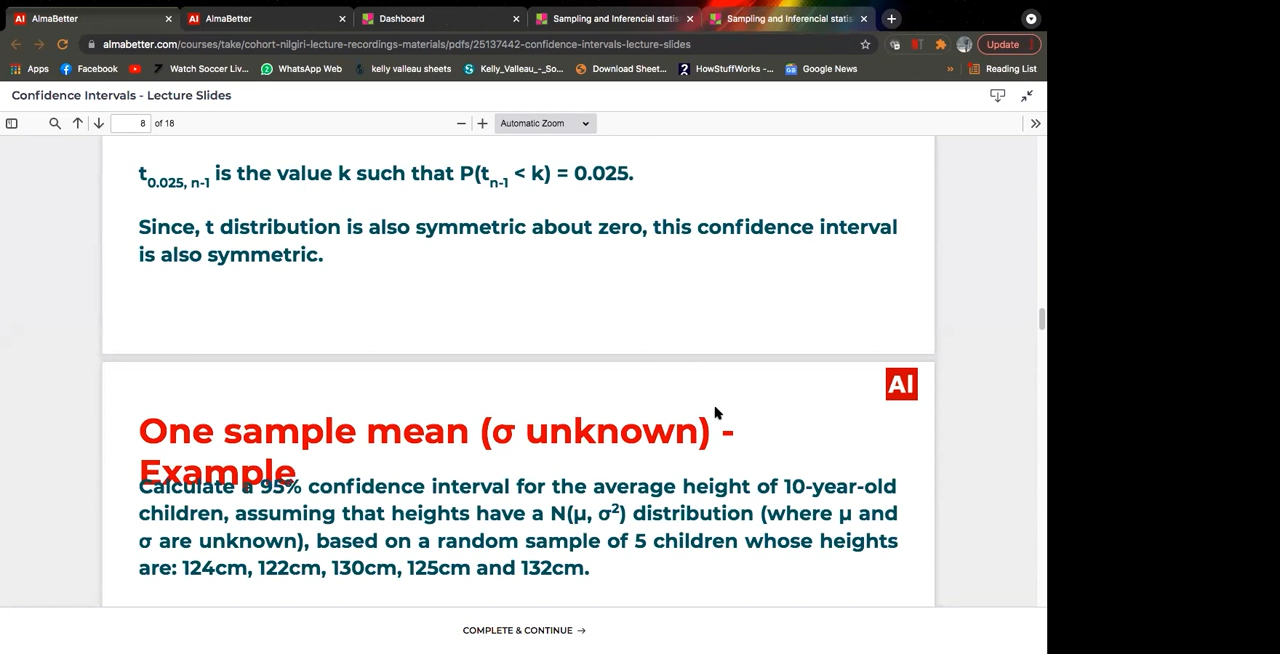 AI AlmaBetter
AI AlmaBetter
Dashboard
Sampling and Inferencial statis
Sampling and Inferencial statis
almabetter.com/courses/take/cohort-nilgiri-lecture-recordings-materials/pdfs/25137442-confidence-intervals-lecture-slides
Update
Apps
Facebook
Watch Soccer Liv...
WhatsApp Web
kelly valleau sheets
Kelly_Valleau_-_So...
Download Sheet...
HowStuffWorks -...
GB Google News
»
Reading List
Confidence Intervals - Lecture Slides
8 of 18
Automatic Zoom
t0.025, n-1 is the value k such that P(tn-1 < k) = 0.025.
Since, t distribution is also symmetric about zero, this confidence interval
is also symmetric.
AI
One sample mean (σ unknown) -
Example
Calculate a 95% confidence interval for the average height of 10-year-old
children, assuming that heights have a N(μ, σ²) distribution (where μ and
σ are unknown), based on a random sample of 5 children whose heights
are: 124cm, 122cm, 130cm, 125cm and 132cm.
COMPLETE & CONTINUE →